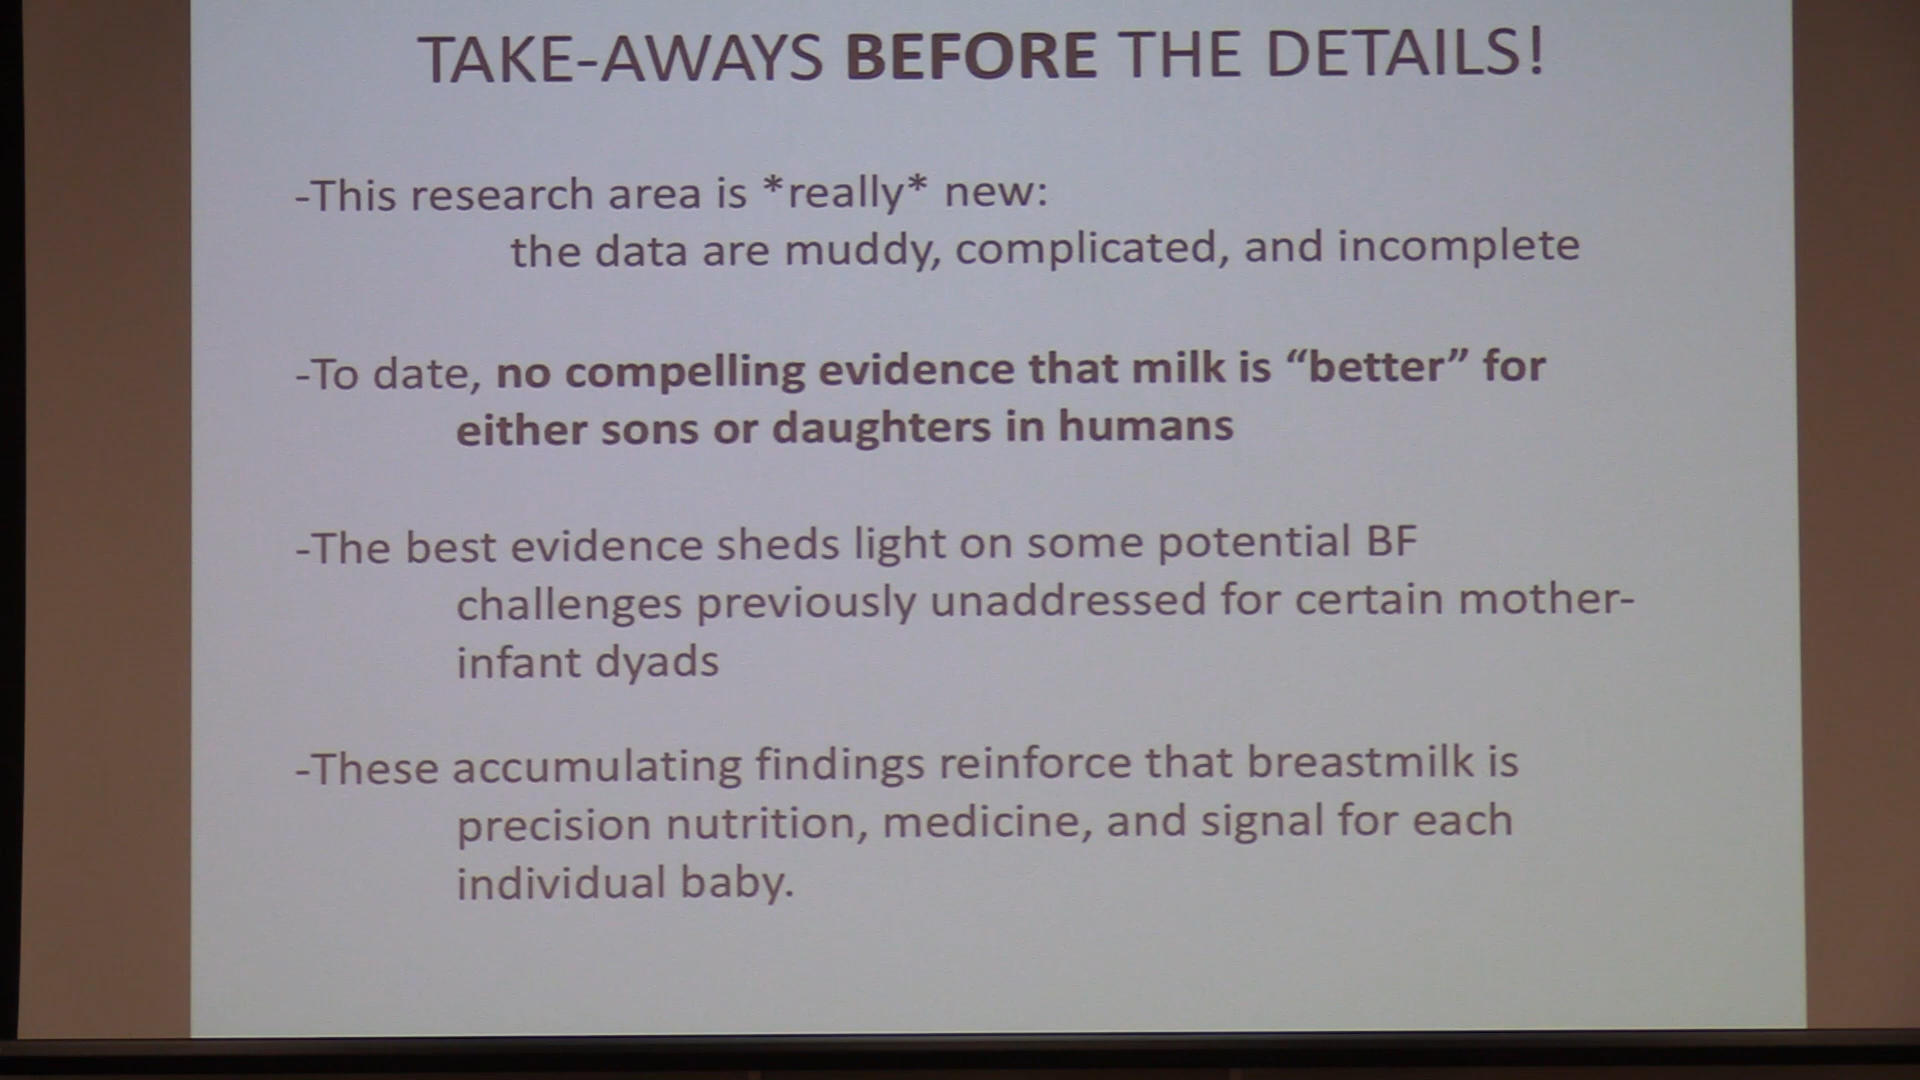 TAKE-AWAYS BEFORE THE DETAILS!
-This research area is *really* new:
the data are muddy, complicated, and incomplete
-To date, no compelling evidence that milk is “better” for
either sons or daughters in humans
-The best evidence sheds light on some potential BF
challenges previously unaddressed for certain mother-
infant dyads
-These accumulating findings reinforce that breastmilk is
precision nutrition, medicine, and signal for each
individual baby.